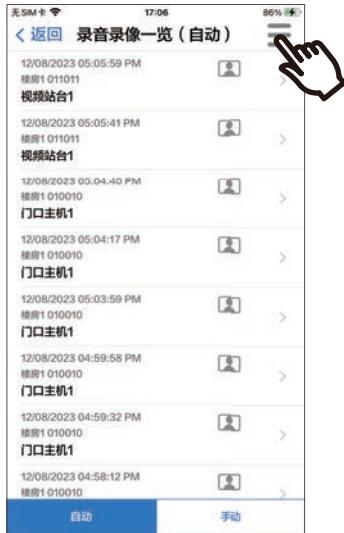 无SIM卡 17:06 86%
返回 录音录像一览（自动）
12/08/2023 05:05:59 PM
楼房1 011011
视频站台1
12/08/2023 05:05:41 PM
楼房1 011011
视频站台1
12/08/2023 05:04:40 PM
楼房1 010010
门口主机1
12/08/2023 05:04:17 PM
楼房1 010010
门口主机1
12/08/2023 05:03:59 PM
楼房1 010010
门口主机1
12/08/2023 04:59:58 PM
楼房1 010010
门口主机1
12/08/2023 04:59:32 PM
楼房1 010010
门口主机1
12/08/2023 04:58:12 PM
楼房1 010010
自动 手动